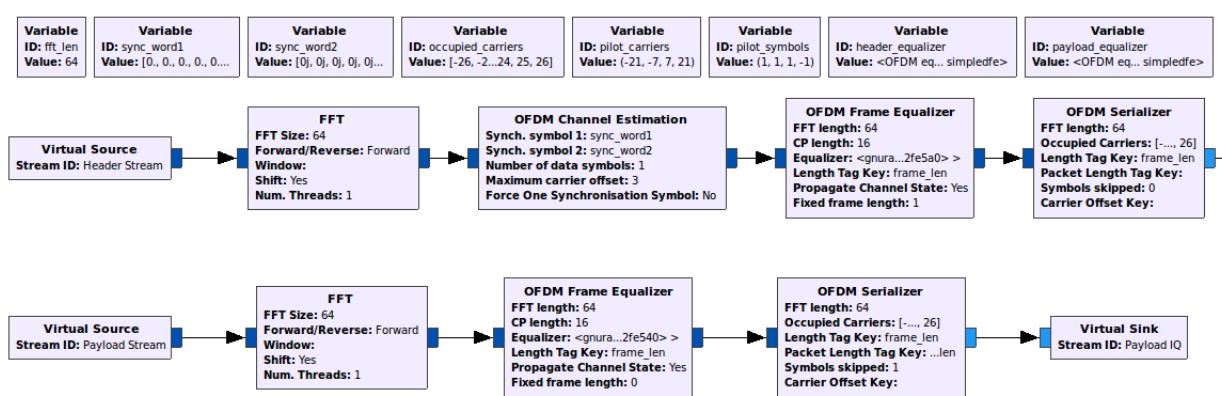 Variable
ID: fft_len
Value: 64
Variable
ID: sync_word1
Value: [0., 0., 0., 0., 0....
Variable
ID: sync_word2
Value: [0j, 0j, 0j, 0j, 0j...
Variable
ID: occupied_carriers
Value: [-26, -2...24, 25, 26]
Variable
ID: pilot_carriers
Value: (-21, -7, 7, 21)
Variable
ID: pilot_symbols
Value: (1, 1, 1, -1)
Variable
ID: header_equalizer
Value: <OFDM eq... simpledfe>
Variable
ID: payload_equalizer
Value: <OFDM eq... simpledfe>
Virtual Source
Stream ID: Header Stream
FFT
FFT Size: 64
Forward/Reverse: Forward
Window:
Shift: Yes
Num. Threads: 1
OFDM Channel Estimation
Synch. symbol 1: sync_word1
Synch. symbol 2: sync_word2
Number of data symbols: 1
Maximum carrier offset: 3
Force One Synchronisation Symbol: No
OFDM Frame Equalizer
FFT length: 64
CP length: 16
Equalizer: <gnura...2fe5a0> >
Length Tag Key: frame_len
Propagate Channel State: Yes
Fixed frame length: 1
OFDM Serializer
FFT length: 64
Occupied Carriers: [-..., 26]
Length Tag Key: frame_len
Packet Length Tag Key:
Symbols skipped: 0
Carrier Offset Key:
Virtual Source
Stream ID: Payload Stream
FFT
FFT Size: 64
Forward/Reverse: Forward
Window:
Shift: Yes
Num. Threads: 1
OFDM Frame Equalizer
FFT length: 64
CP length: 16
Equalizer: <gnura...2fe540> >
Length Tag Key: frame_len
Propagate Channel State: Yes
Fixed frame length: 0
OFDM Serializer
FFT length: 64
Occupied Carriers: [-..., 26]
Length Tag Key: frame_len
Packet Length Tag Key: ...len
Symbols skipped: 1
Carrier Offset Key:
Virtual Sink
Stream ID: Payload IQ